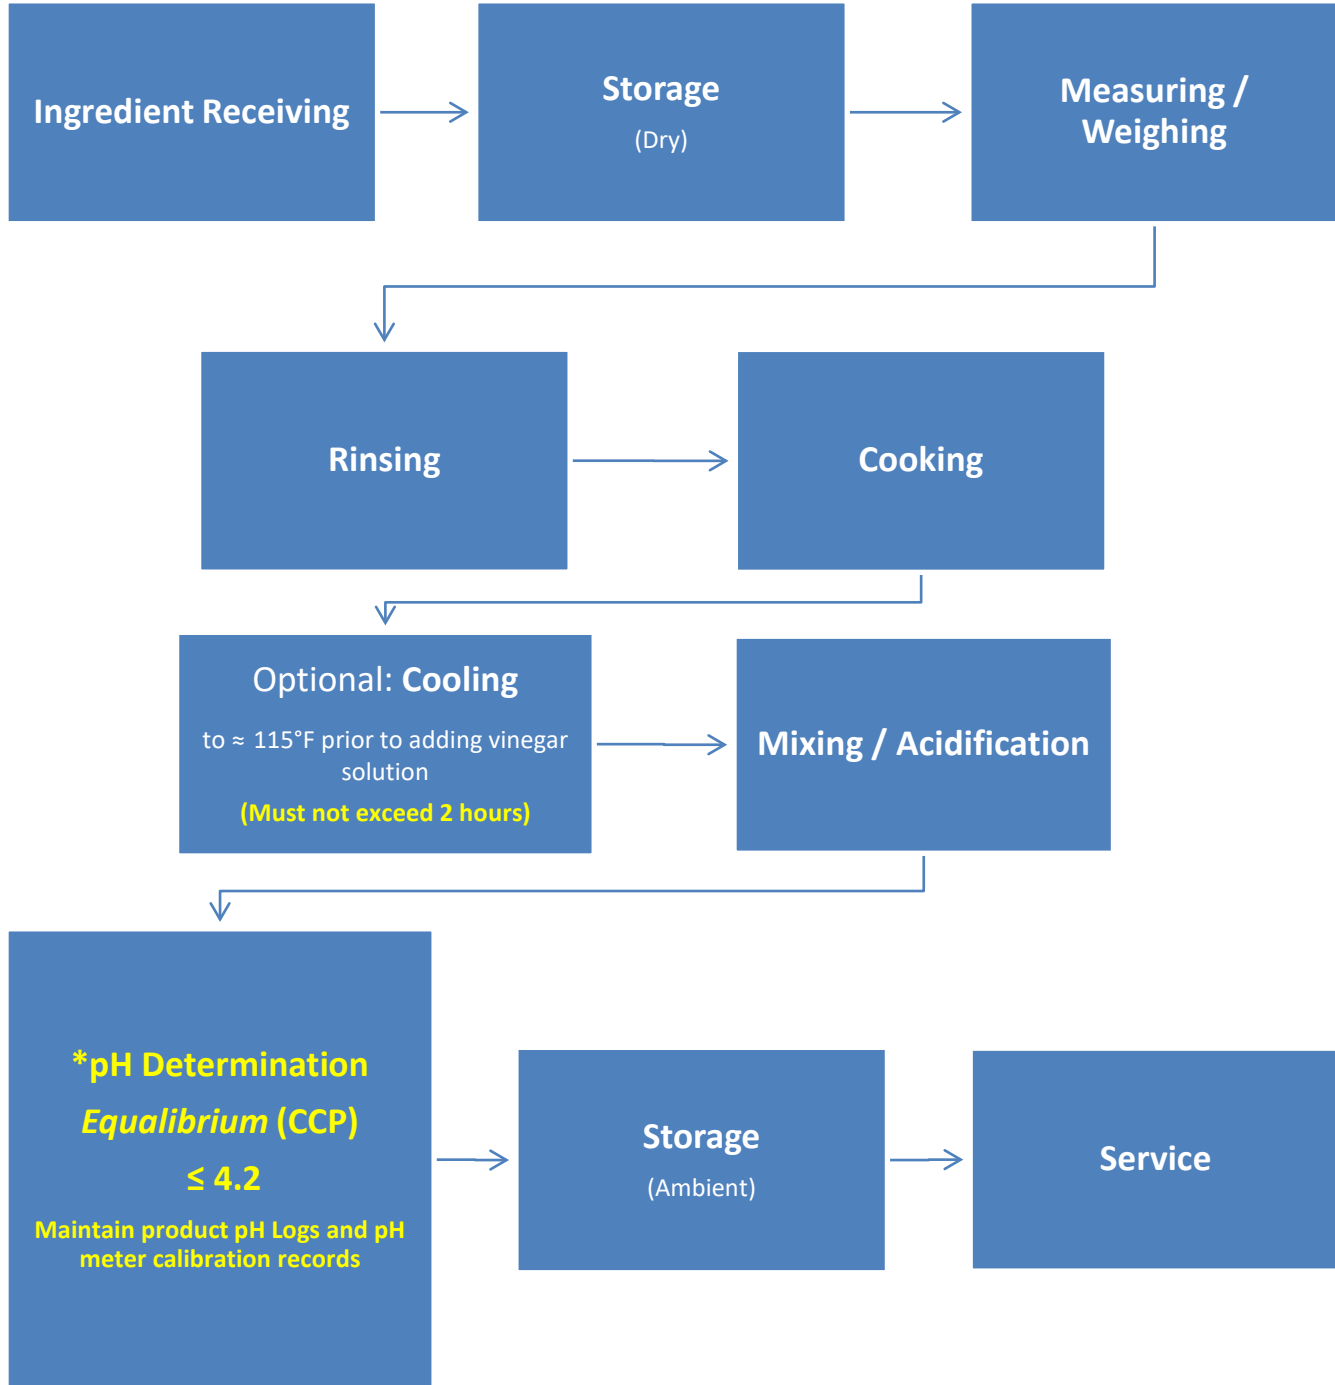 Ingredient Receiving
Storage
(Dry)
Measuring /
Weighing
Rinsing
Cooking
Optional: Cooling
to ≈ 115°F prior to adding vinegar
solution
(Must not exceed 2 hours)
Mixing / Acidification
*pH Determination
Equalibrium (CCP)
≤ 4.2
Maintain product pH Logs and pH
meter calibration records
Storage
(Ambient)
Service